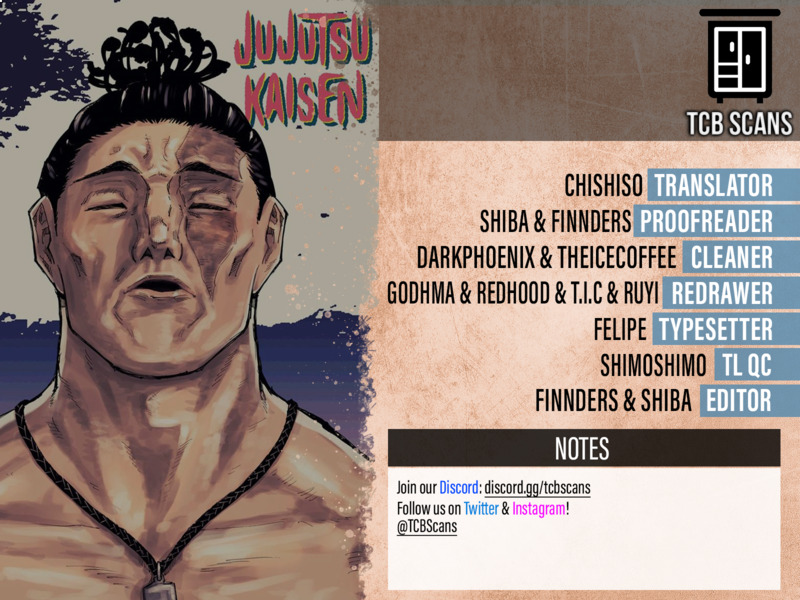 JUJUTSU
KAISEN
TCB SCANS
CHISHISO TRANSLATOR
SHIBA & FINNDERS PROOFREADER
DARKPHOENIX & THEICECOFFEE CLEANER
GODHMA & REDHOOD & T.I.C & RUYI REDRAWER
FELIPE TYPESETTER
SHIMOSHIMO TL QC
FINNDERS & SHIBA EDITOR
NOTES
Join our Discord: discord.gg/tcbscans
Follow us on Twitter & Instagram!
@TCBScans